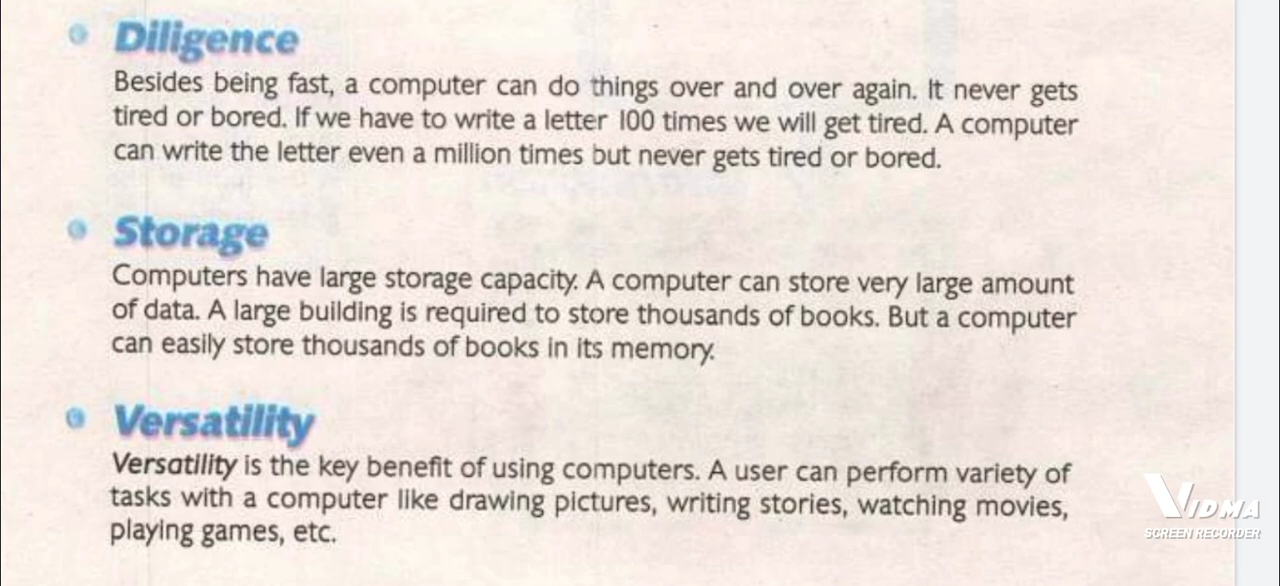 Diligence
Besides being fast, a computer can do things over and over again. It never gets
tired or bored. If we have to write a letter 100 times we will get tired. A computer
can write the letter even a million times but never gets tired or bored.
Storage
Computers have large storage capacity. A computer can store very large amount
of data. A large building is required to store thousands of books. But a computer
can easily store thousands of books in its memory.
Versatility
Versatility is the key benefit of using computers. A user can perform variety of
tasks with a computer like drawing pictures, writing stories, watching movies,
playing games, etc.
VIDMA
SCREEN RECORDER